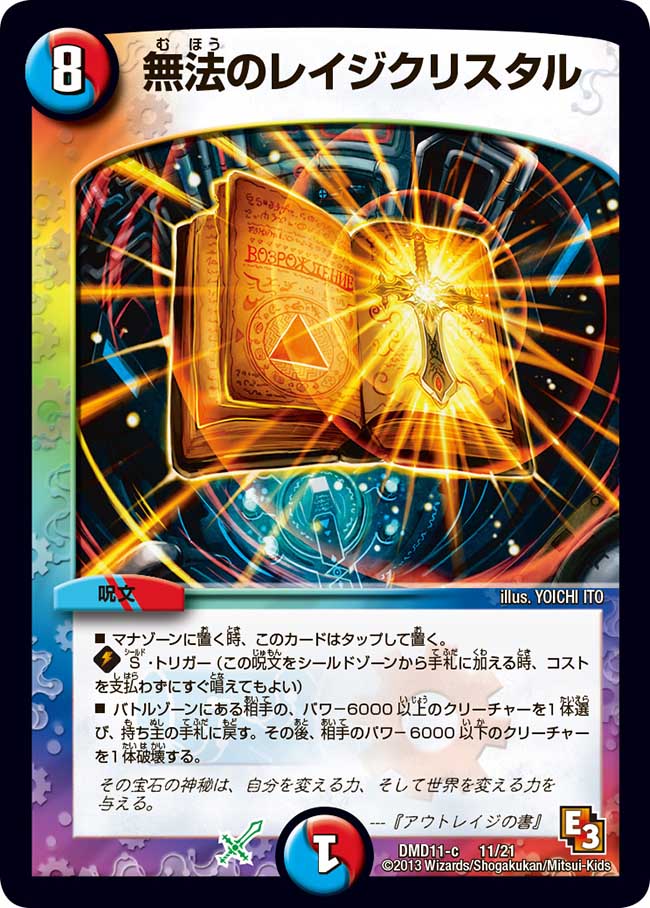 8
無法のレイジクリスタル
むほう
ВОЗРОЖДЕНИЕ
呪文
illus. YOICHI ITO
■ マナゾーンに置く時、このカードはタップして置く。
S・トリガー（この呪文をシールドゾーンから手札に加える時、コスト
を支払わずにすぐ唱えてもよい）
■ バトルゾーンにある相手の、パワー6000以上のクリーチャーを1体選
び、持ち主の手札に戻す。その後、相手のパワー6000以下のクリーチャー
を1体破壊する。
その宝石の神秘は、自分を変える力、そして世界を変える力を
与える。
---『アウトレイジの書』
1
E3
DMD11-c 11/21
©2013 Wizards/Shogakukan/Mitsui-Kids